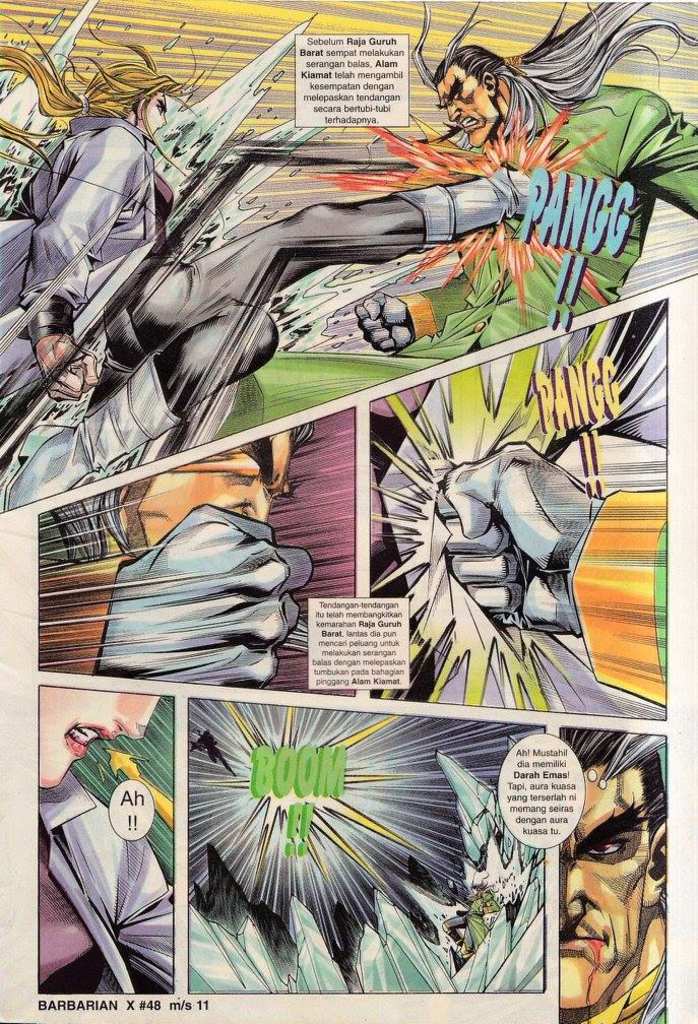 Sebelum Raja Guruh
Barat sempat melakukan
serangan balas, Alam
Kiamat telah mengambil
kesempatan dengan
melepaskan tendangan
secara bertubi-tubi
terhadapnya.
PANGG
!!
PANGG
!!
Tendangan-tendangan
itu telah membangkitkan
kemarahan Raja Guruh
Barat, lantas dia pun
mencari peluang untuk
melakukan serangan
balas dengan melepaskan
tumbukan pada bahagian
pinggang Alam Kiamat.
Ah
!!
BOOM
!!
Ah! Mustahil
dia memiliki
Darah Emas!
Tapi, aura kuasa
yang terserlah ni
memang seiras
dengan aura
kuasa tu.
BARBARIAN X #48 m/s 11